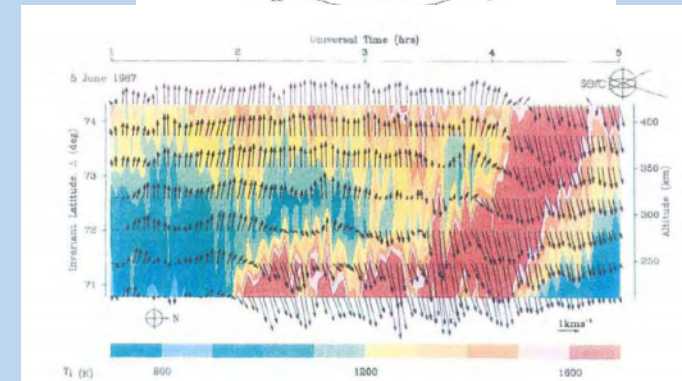 Universal Time (hrs)
1 2 3 4 5
5 June 1987
74
73
72
71
Invariant Latitude, Λ (deg)
400
350
300
250
Altitude (km)
N
1kms⁻¹
Ti (K) 800 1200 1600